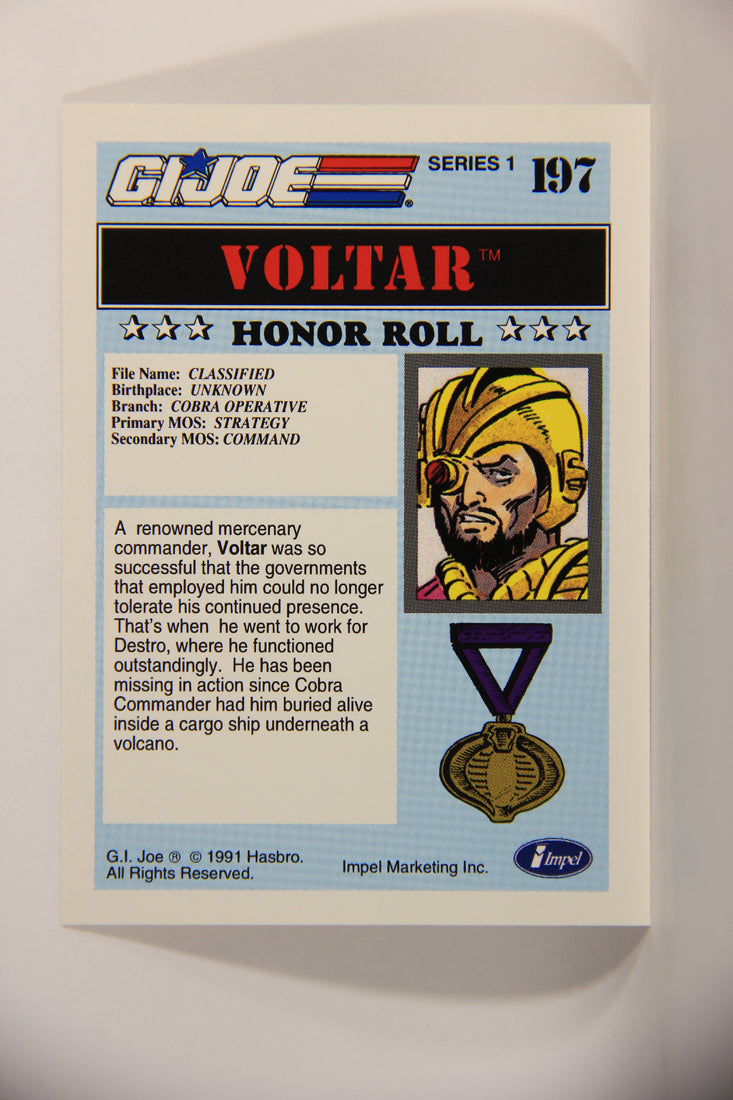 G.I.JOE ® SERIES 1 197
VOLTAR™
HONOR ROLL
File Name: CLASSIFIED
Birthplace: UNKNOWN
Branch: COBRA OPERATIVE
Primary MOS: STRATEGY
Secondary MOS: COMMAND
A renowned mercenary
commander, Voltar was so
successful that the governments
that employed him could no longer
tolerate his continued presence.
That's when he went to work for
Destro, where he functioned
outstandingly. He has been
missing in action since Cobra
Commander had him buried alive
inside a cargo ship underneath a
volcano.
G.I. Joe ® © 1991 Hasbro.
All Rights Reserved.
Impel Marketing Inc.
Impel